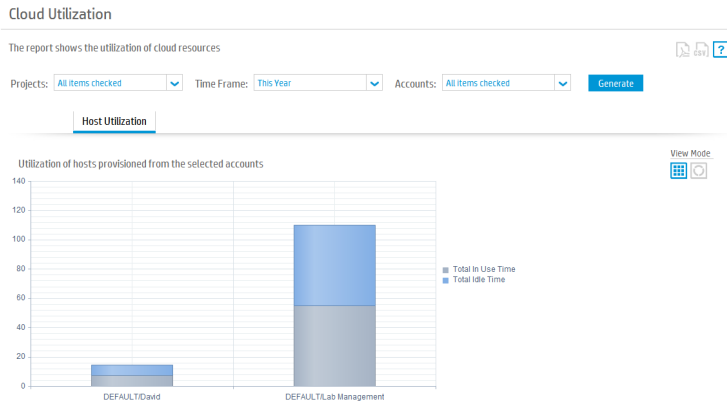 Cloud Utilization
The report shows the utilization of cloud resources
?
Projects: All items checked Time Frame: This Year Accounts: All items checked Generate
Host Utilization
View Mode
Utilization of hosts provisioned from the selected accounts
140
120
100
80
60
40
20
0
Total In Use Time
Total Idle Time
DEFAULT/David DEFAULT/Lab Management